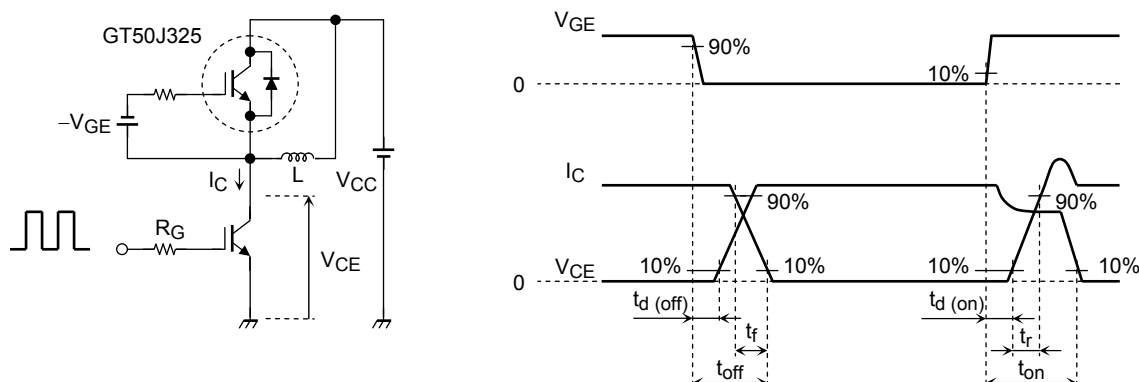 GT50J325
−VGE
IC
L
VCC
RG
VCE
VGE
90%
0
10%
IC
90%
90%
VCE
10%
10%
10%
10%
0
td (off)
td (on)
tf
tr
toff
ton